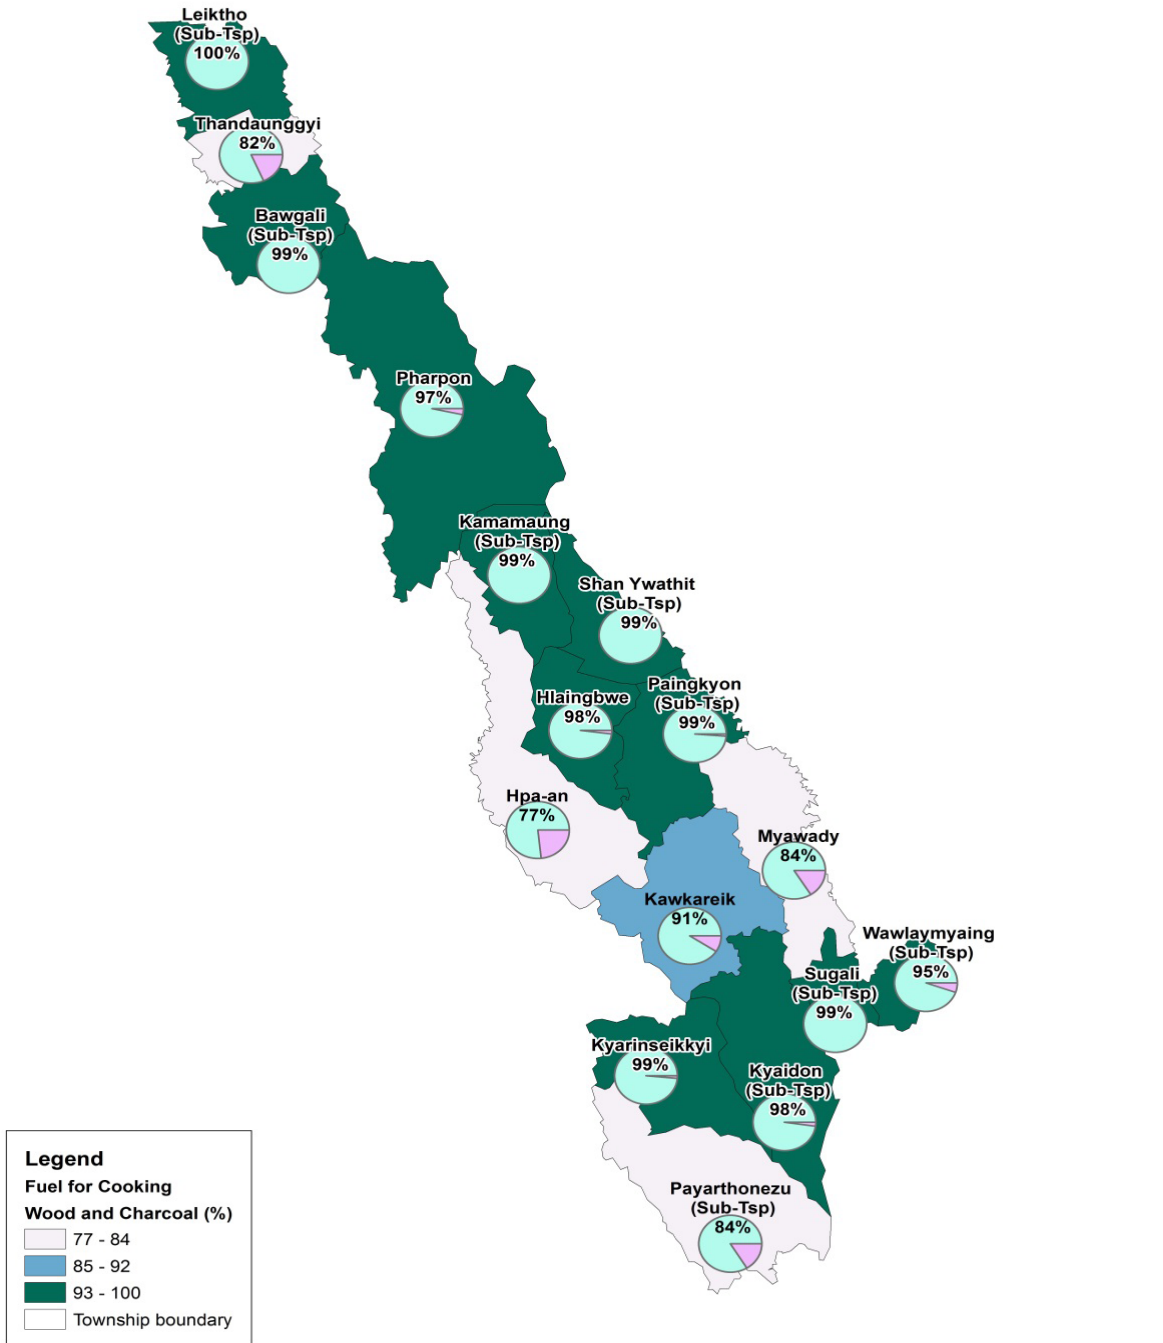 Leiktho
(Sub-Tsp)
100%
Thandaunggyi
82%
Bawgali
(Sub-Tsp)
99%
Pharpon
97%
Kamamaung
(Sub-Tsp)
99%
Shan Ywathit
(Sub-Tsp)
99%
Hlaingbwe
98%
Paingkyon
(Sub-Tsp)
99%
Hpa-an
77%
Myawady
84%
Kawkareik
91%
Wawlaymyaing
(Sub-Tsp)
95%
Sugali
(Sub-Tsp)
99%
Kyarinseikkyi
99%
Kyaidon
(Sub-Tsp)
98%
Payarthonezu
(Sub-Tsp)
84%
Legend
Fuel for Cooking
Wood and Charcoal (%)
77 - 84
85 - 92
93 - 100
Township boundary